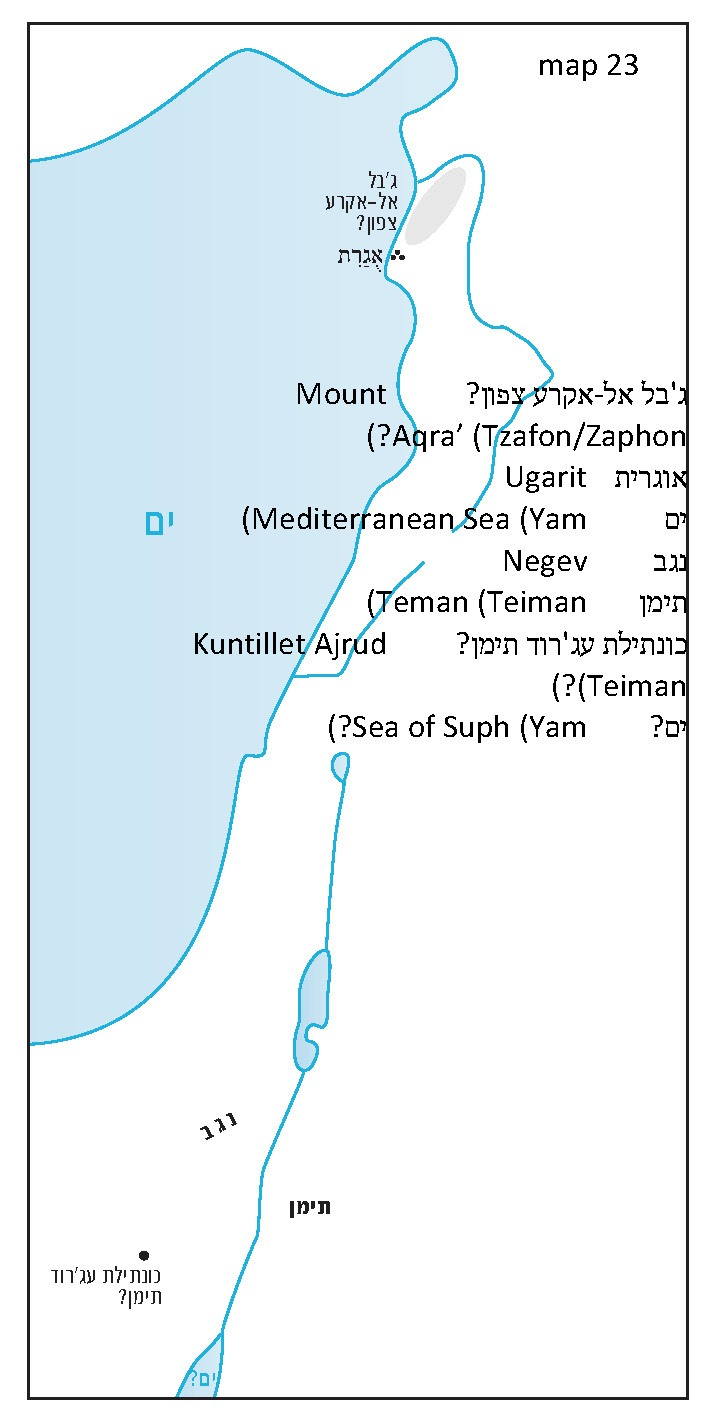 map 23
ג'בל
אל-אקרע
צפון?
אֻגַרִת
ג'בל אל-אקרע צפון? Mount
Aqra’ (Tzafon/Zaphon?)
אוגרית Ugarit
ים Mediterranean Sea (Yam)
נגב Negev
תימן Teman (Teiman)
כונתילת עג'רוד תימן? Kuntillet Ajrud
(Teiman?)
ים? Sea of Suph (Yam?)
ים
נגב
תימן
כונתילת עג'רוד
תימן?
ים?